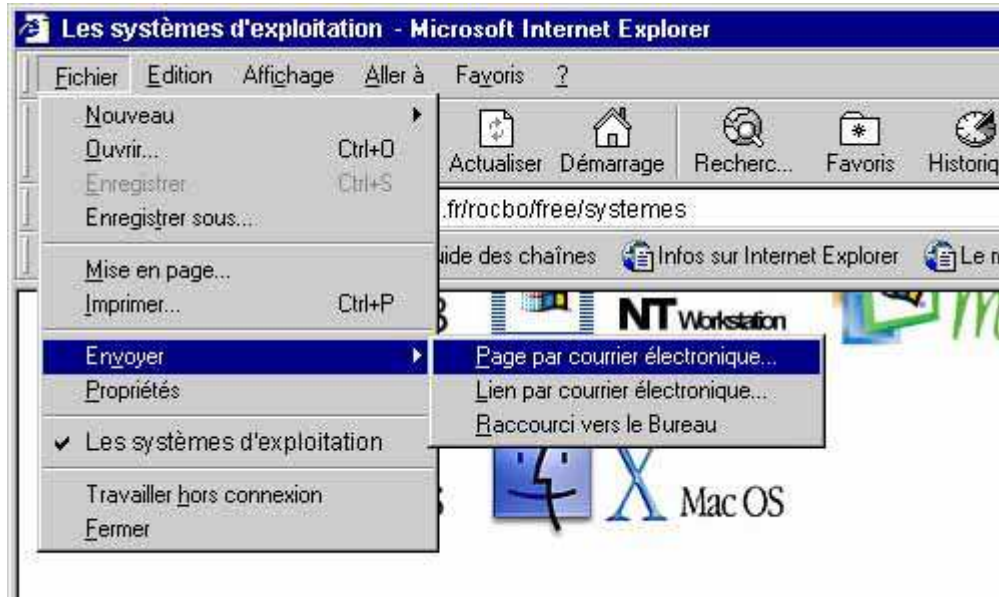 Les systèmes d'exploitation - Microsoft Internet Explorer
Fichier Edition Affichage Aller à Favoris ?
Nouveau
Ouvrir... Ctrl+O
Enregistrer Ctrl+S
Enregistrer sous...
Mise en page...
Imprimer... Ctrl+P
Envoyer
Propriétés
Les systèmes d'exploitation
Travailler hors connexion
Fermer
Actualiser Démarrage Recherc... Favoris Historiq
.fr/rocbo/free/systemes
uide des chaînes Infos sur Internet Explorer Le
NT Workstation
Page par courrier électronique...
Lien par courrier électronique...
Raccourci vers le Bureau
X Mac OS